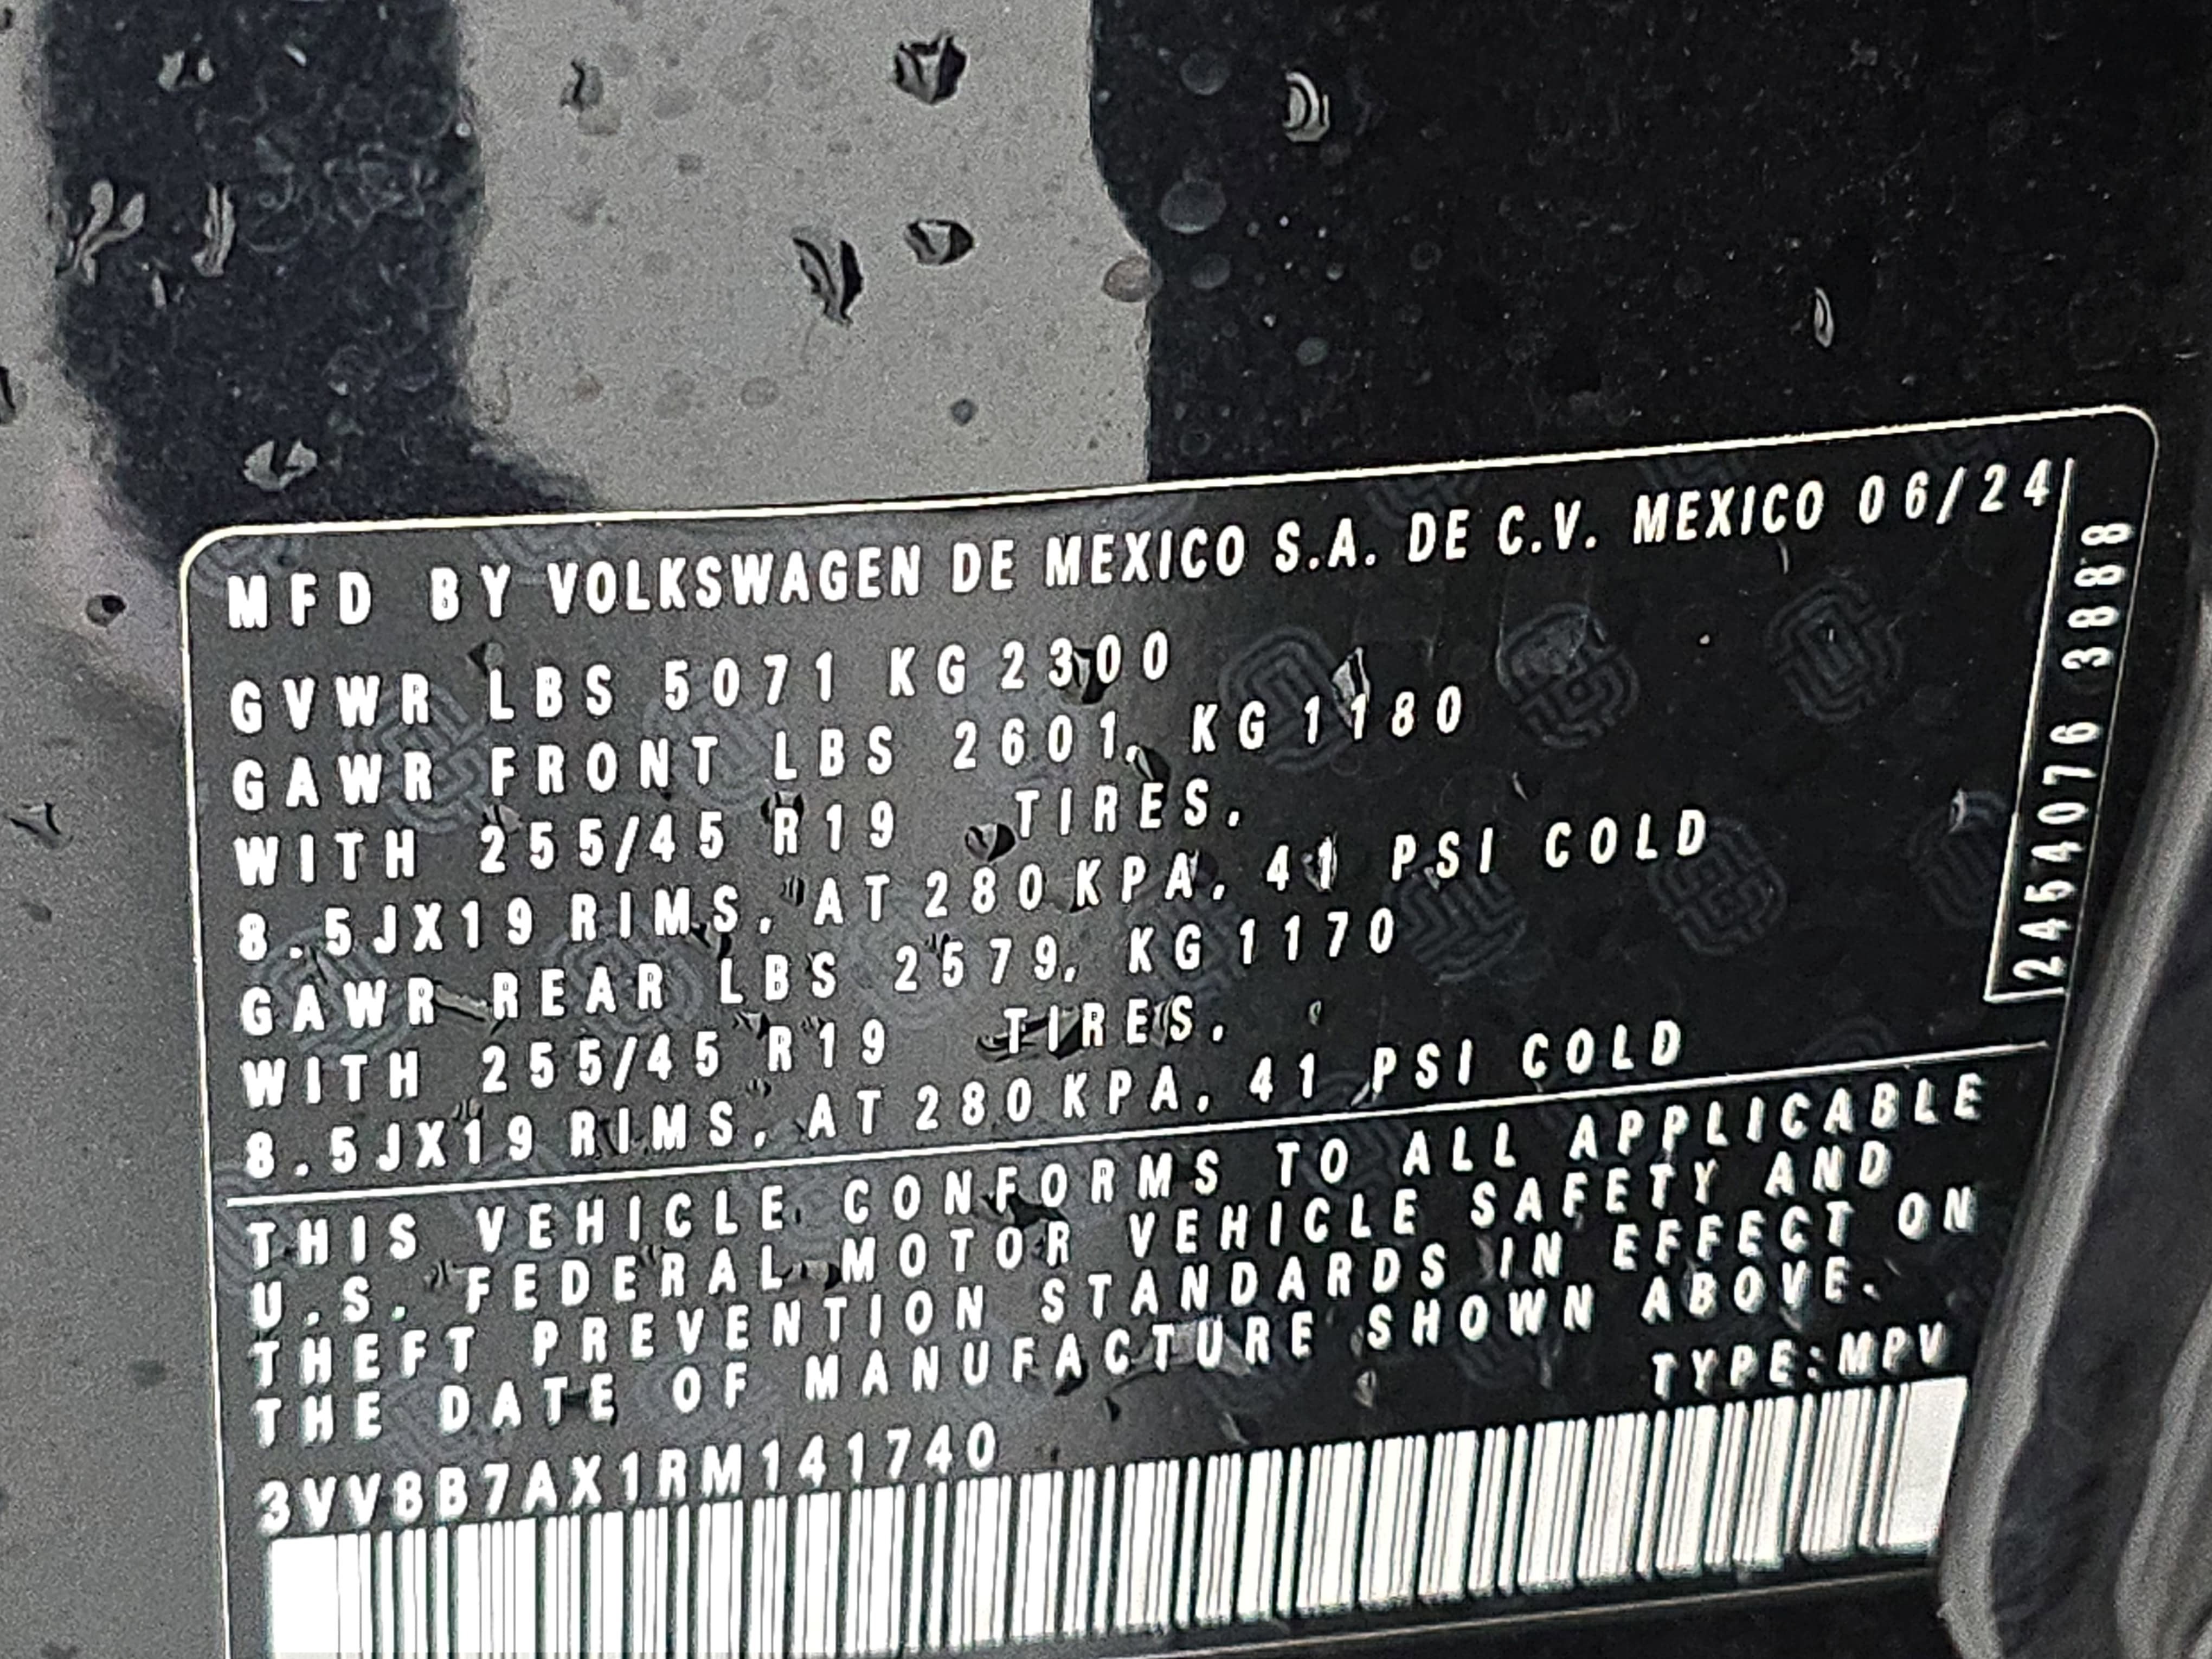 MFD BY VOLKSWAGEN DE MEXICO S.A. DE C.V. MEXICO 06/24
GVWR LBS 5071 KG 2300
GAWR FRONT LBS 2601, KG 1180
WITH 255/45 R19 TIRES,
8.5JX19 RIMS, AT 280 KPA, 41 PSI COLD
GAWR REAR LBS 2579, KG 1170
WITH 255/45 R19 TIRES,
8.5JX19 RIMS, AT 280 KPA, 41 PSI COLD
2454076 3888
THIS VEHICLE CONFORMS TO ALL APPLICABLE
U.S. FEDERAL MOTOR VEHICLE SAFETY AND
THEFT PREVENTION STANDARDS IN EFFECT ON
THE DATE OF MANUFACTURE SHOWN ABOVE.
TYPE:MPV
3VV8B7AX1RM141740